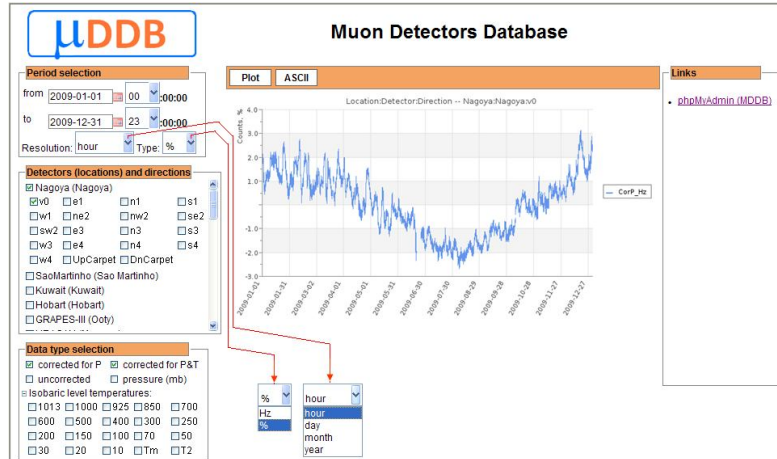 µDDB
Muon Detectors Database
Period selection
from 2009-01-01 00 :00:00
to 2009-12-31 23 :00:00
Resolution: hour Type: %
Detectors (locations) and directions
Nagoya (Nagoya)
v0 e1 n1 s1
w1 ne2 nw2 se2
sw2 e3 n3 s3
w3 e4 n4 s4
w4 UpCarpet DnCarpet
SaoMartinho (Sao Martinho)
Kuwait (Kuwait)
Hobart (Hobart)
GRAPES-III (Ooty)
Data type selection
corrected for P corrected for P&T
uncorrected pressure (mb)
Isobaric level temperatures:
1013 1000 925 850 700
600 500 400 300 250
200 150 100 70 50
30 20 10 Tm T2
Plot ASCII
Location:Detector:Direction -- Nagoya:Nagoya:v0
Counts, %
4.0
3.0
2.0
1.0
0.0
-1.0
-2.0
-3.0
2009-01-01
2009-01-31
2009-03-02
2009-04-01
2009-05-01
2009-05-31
2009-06-30
2009-07-30
2009-08-29
2009-09-28
2009-10-28
2009-11-27
2009-12-27
CorP_Hz
%
Hz
%
hour
hour
day
month
year
Links
phpMyAdmin (MDDB)